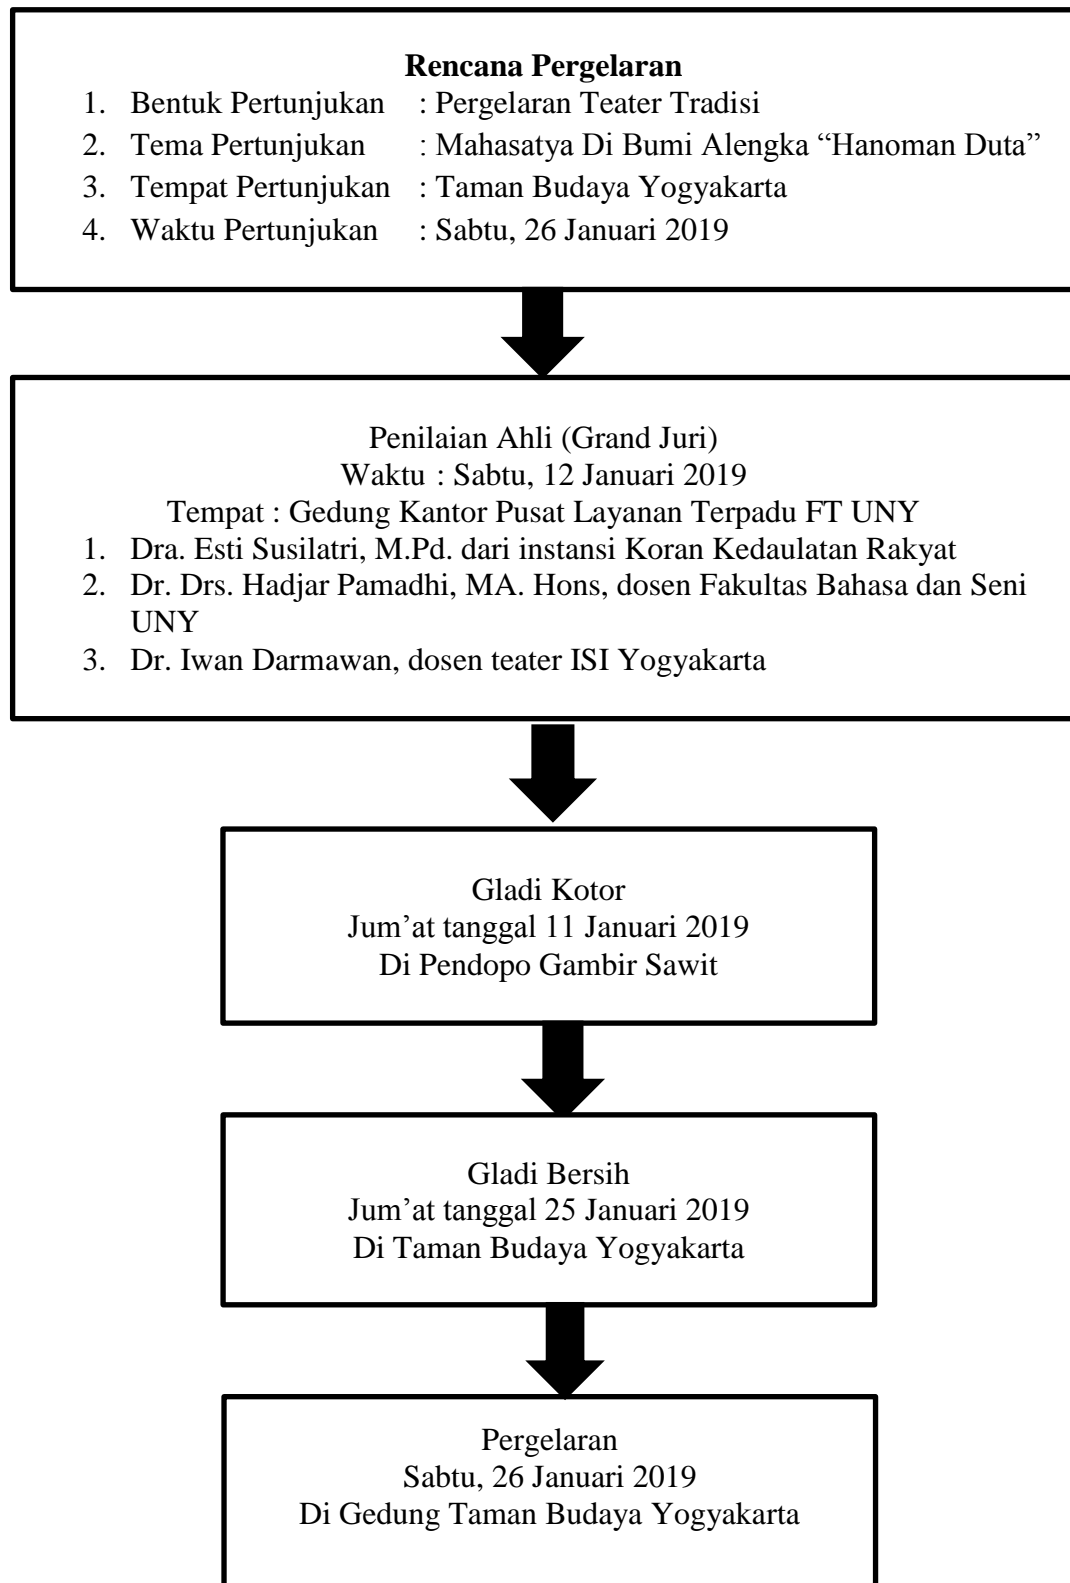 Rencana Pergelaran
1. Bentuk Pertunjukan : Pergelaran Teater Tradisi
2. Tema Pertunjukan : Mahasatya Di Bumi Alengka “Hanoman Duta”
3. Tempat Pertunjukan : Taman Budaya Yogyakarta
4. Waktu Pertunjukan : Sabtu, 26 Januari 2019
Penilaian Ahli (Grand Juri)
Waktu : Sabtu, 12 Januari 2019
Tempat : Gedung Kantor Pusat Layanan Terpadu FT UNY
1. Dra. Esti Susilatri, M.Pd. dari instansi Koran Kedaulatan Rakyat
2. Dr. Drs. Hadjar Pamadhi, MA. Hons, dosen Fakultas Bahasa dan Seni
UNY
3. Dr. Iwan Darmawan, dosen teater ISI Yogyakarta
Gladi Kotor
Jum’at tanggal 11 Januari 2019
Di Pendopo Gambir Sawit
Gladi Bersih
Jum’at tanggal 25 Januari 2019
Di Taman Budaya Yogyakarta
Pergelaran
Sabtu, 26 Januari 2019
Di Gedung Taman Budaya Yogyakarta